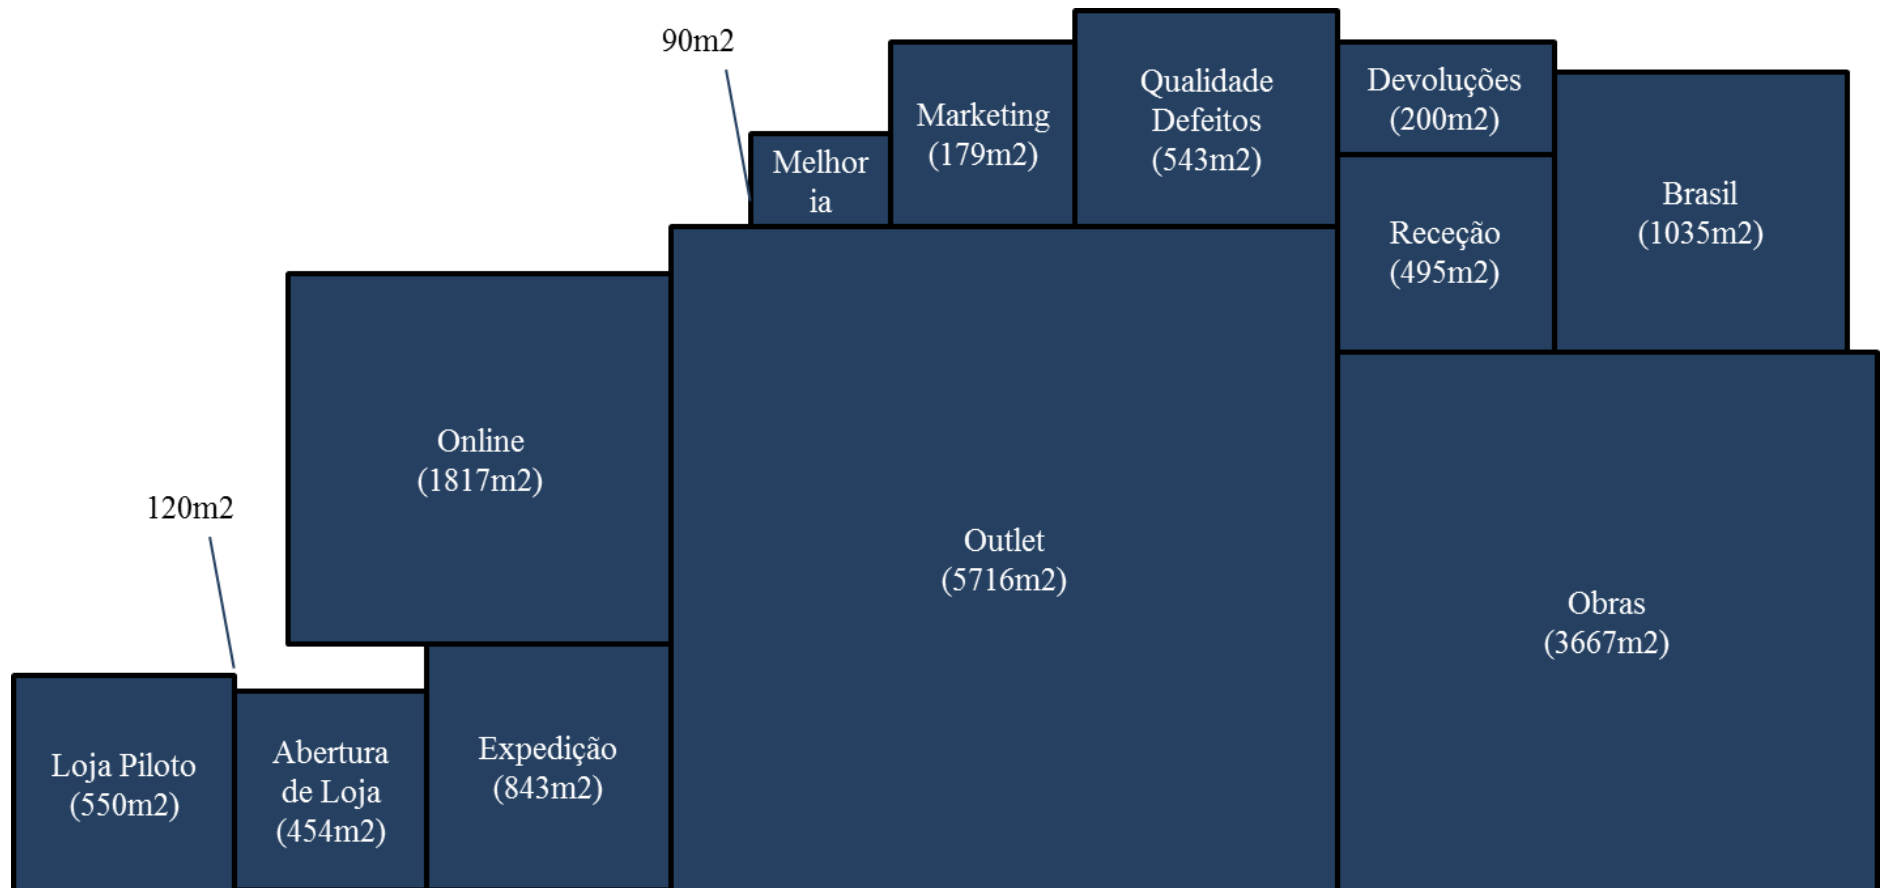 90m2
Qualidade
Defeitos
(543m2)
Devoluções
(200m2)
Marketing
(179m2)
Melhor
ia
Brasil
(1035m2)
Receção
(495m2)
Online
(1817m2)
120m2
Outlet
(5716m2)
Obras
(3667m2)
Loja Piloto
(550m2)
Abertura
de Loja
(454m2)
Expedição
(843m2)